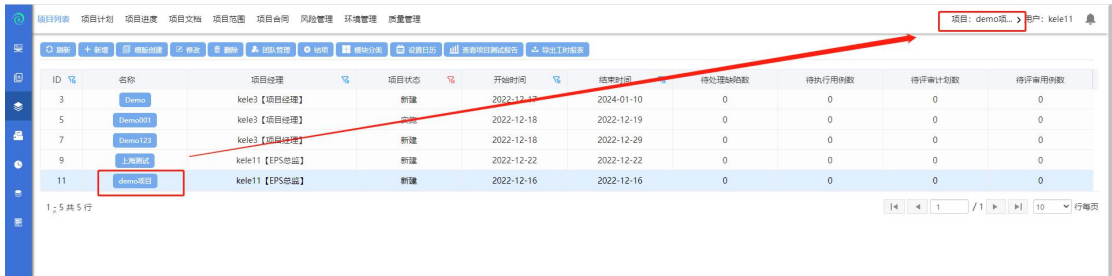 项目列表 项目计划 项目进度 项目文档 项目范围 项目合同 风险管理 环境管理 质量管理 项目: demo项... 用户: kele11
刷新 新增 模板创建 修改 删除 团队管理 结项 模块分类 设置日历 查看项目测试报告 导出工时报表
ID 名称 项目经理 项目状态 开始时间 结束时间 待处理缺陷数 待执行用例数 待评审计划数 待评审用例数
3 Demo kele3【项目经理】 新建 2022-12-17 2024-01-10 0 0 0 0
5 Demo001 kele3【项目经理】 实施 2022-12-18 2022-12-19 0 0 0 0
7 Demo123 kele3【项目经理】 新建 2022-12-18 2022-12-29 0 0 0 0
9 上海测试 kele11【EPS总监】 新建 2022-12-22 2022-12-22 0 0 0 0
11 demo项目 kele11【EPS总监】 新建 2022-12-16 2022-12-16 0 0 0 0
1 - 5 共 5 行 1 / 1 10 行每页